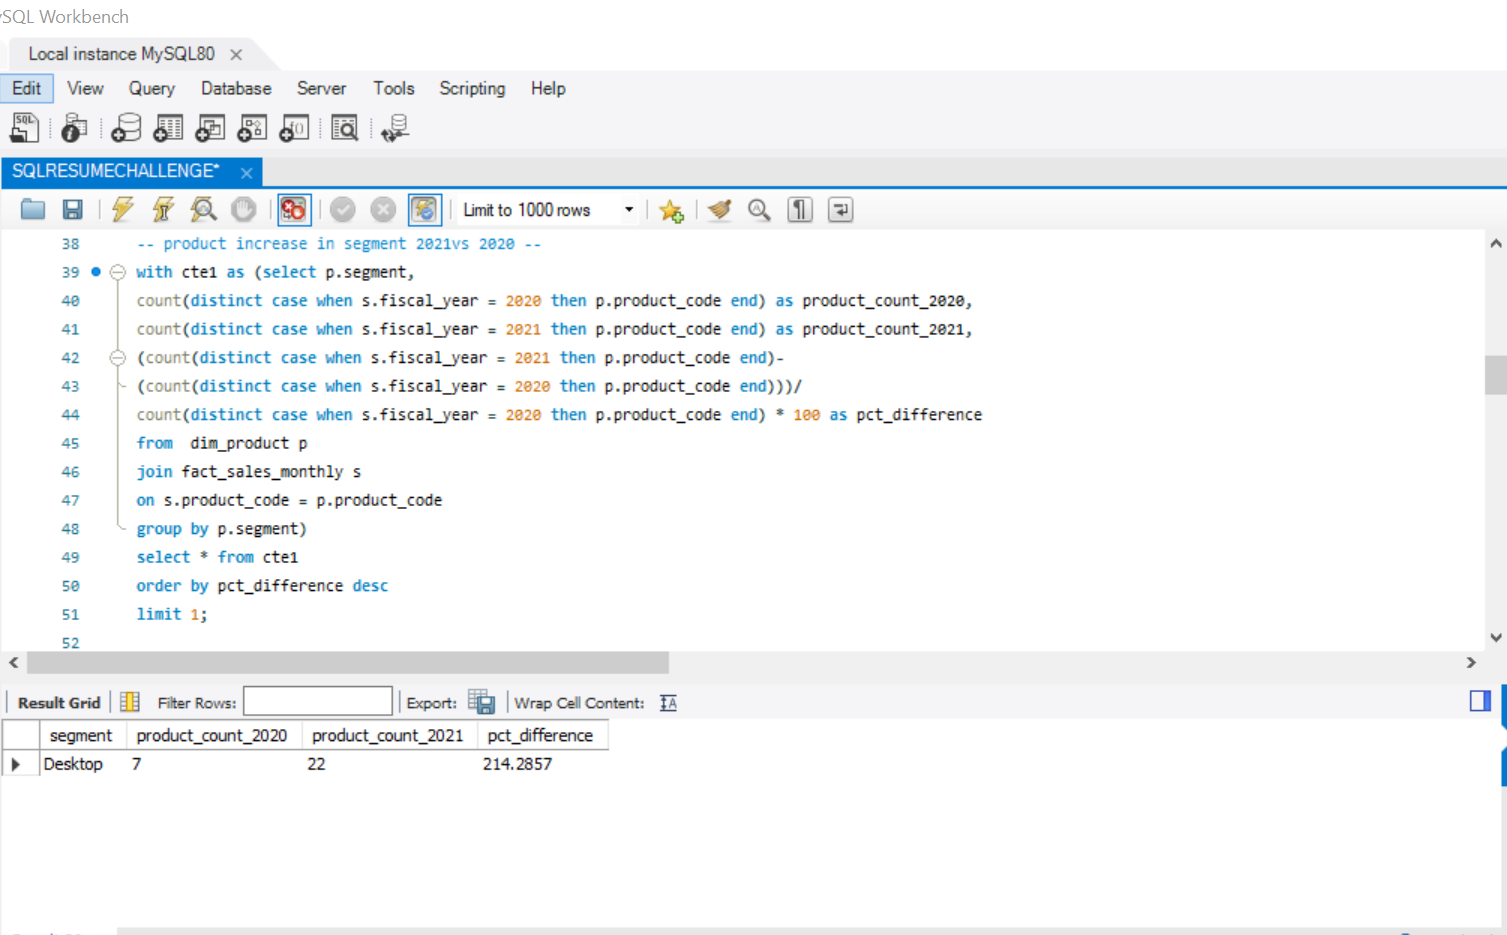 SQL Workbench
Local instance MySQL80
Edit View Query Database Server Tools Scripting Help
SQL
SQLRESUMECHALLENGE*
Limit to 1000 rows
38 -- product increase in segment 2021vs 2020 --
39 with cte1 as (select p.segment,
40 count(distinct case when s.fiscal_year = 2020 then p.product_code end) as product_count_2020,
41 count(distinct case when s.fiscal_year = 2021 then p.product_code end) as product_count_2021,
42 (count(distinct case when s.fiscal_year = 2021 then p.product_code end)-
43 (count(distinct case when s.fiscal_year = 2020 then p.product_code end)))/
44 count(distinct case when s.fiscal_year = 2020 then p.product_code end) * 100 as pct_difference
45 from  dim_product p
46 join fact_sales_monthly s
47 on s.product_code = p.product_code
48 group by p.segment)
49 select * from cte1
50 order by pct_difference desc
51 limit 1;
52
Result Grid Filter Rows: Export: Wrap Cell Content:
segment product_count_2020 product_count_2021 pct_difference
Desktop 7 22 214.2857